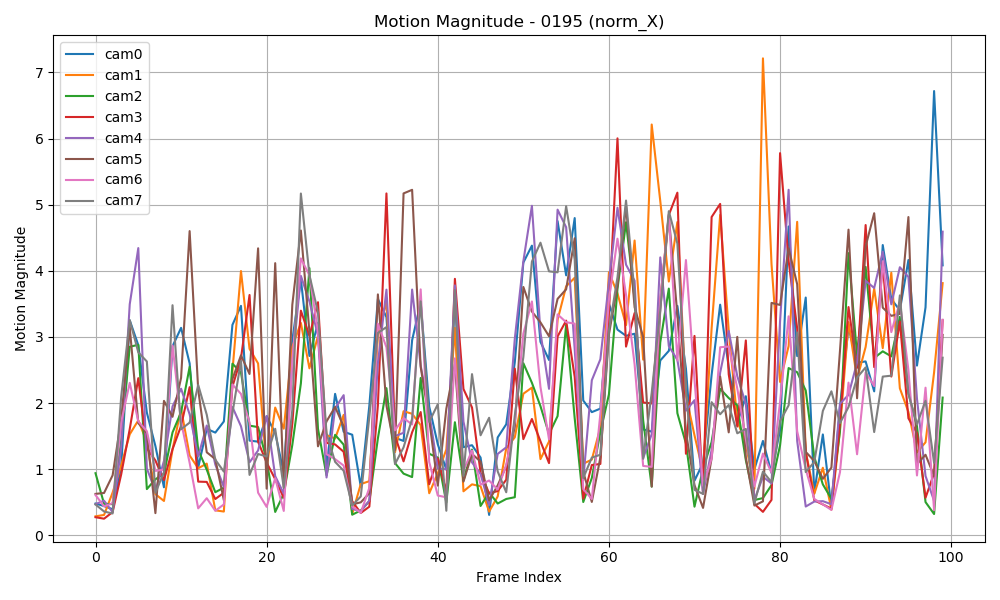 Motion Magnitude - 0195 (norm_X)
cam0
cam1
cam2
cam3
cam4
cam5
cam6
cam7
Motion Magnitude
7
6
5
4
3
2
1
0
0 20 40 60 80 100
Frame Index